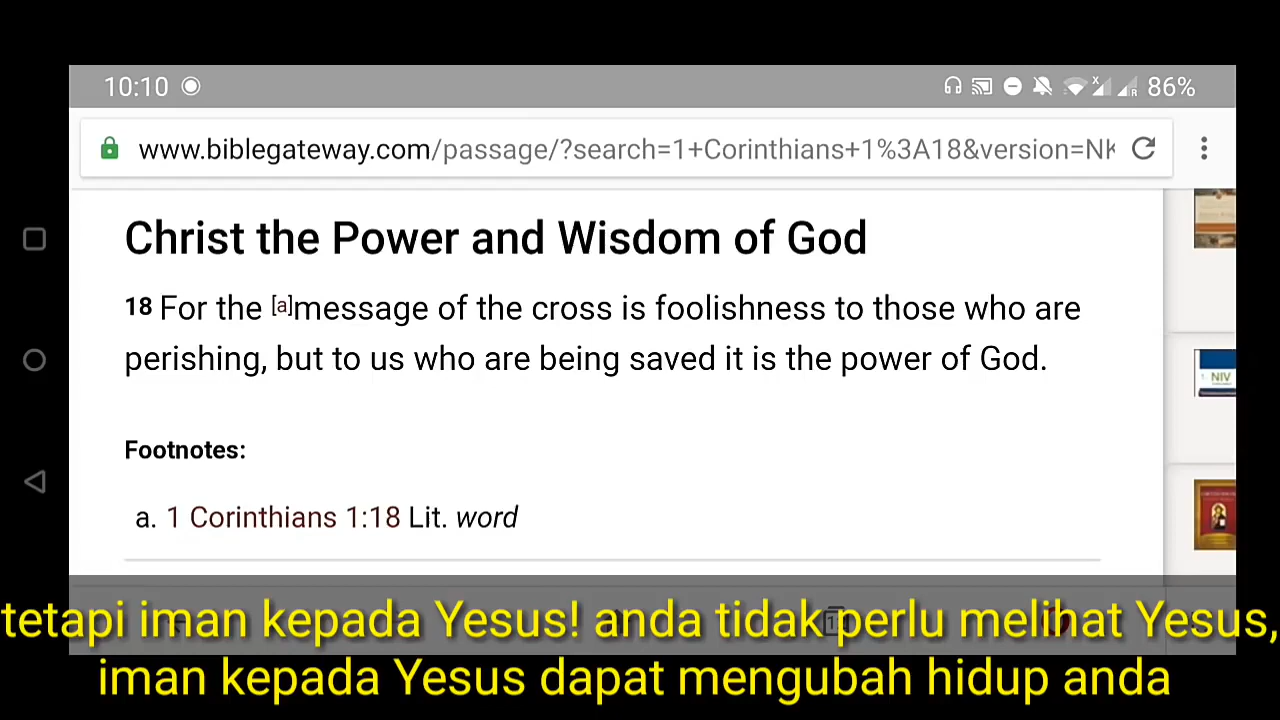 10:10
86%
www.biblegateway.com/passage/?search=1+Corinthians+1%3A18&version=NK
Christ the Power and Wisdom of God
18 For the [a]message of the cross is foolishness to those who are
perishing, but to us who are being saved it is the power of God.
NIV
Footnotes:
a. 1 Corinthians 1:18 Lit. word
tetapi iman kepada Yesus! anda tidak perlu melihat Yesus,
iman kepada Yesus dapat mengubah hidup anda